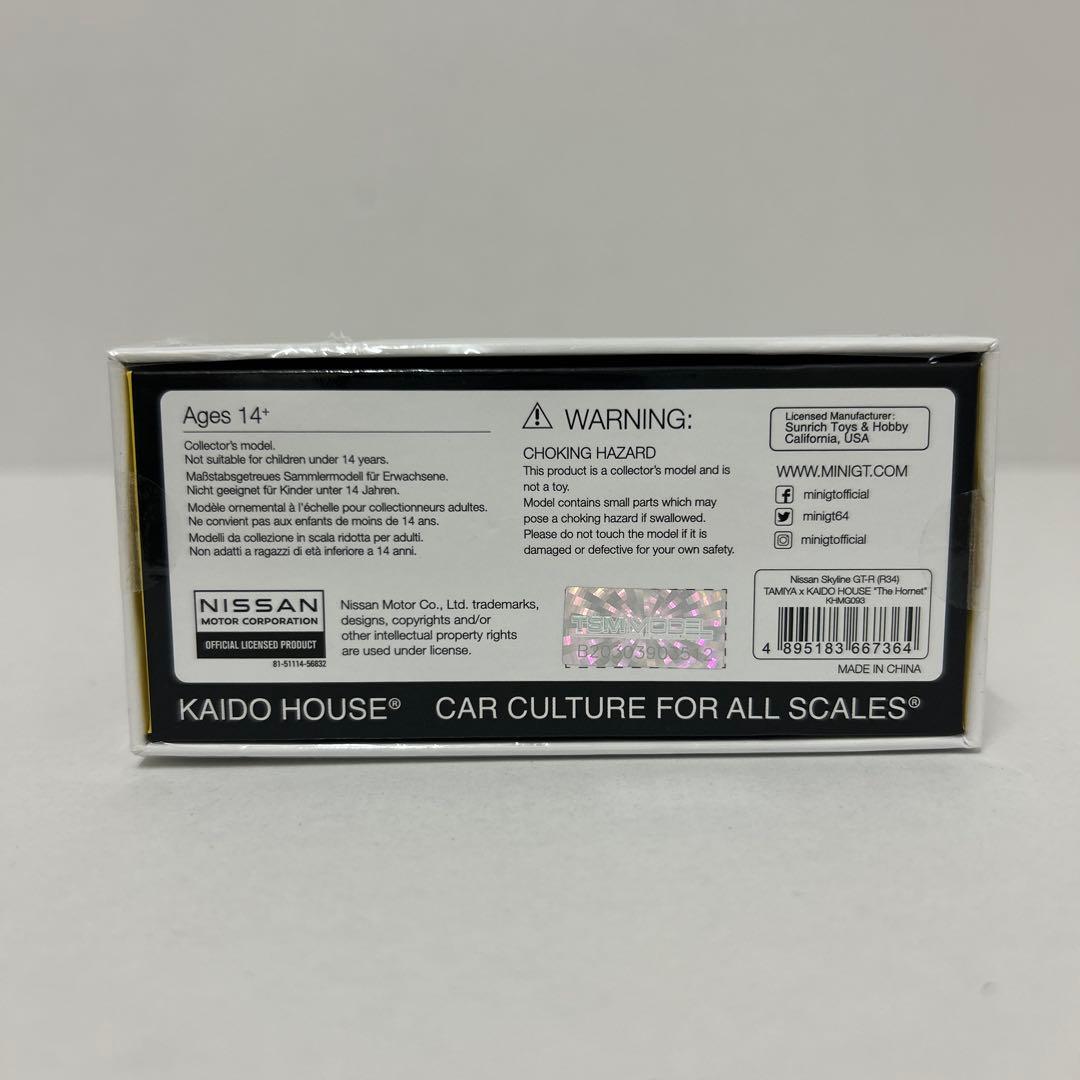 Ages 14+
Collector's model.
Not suitable for children under 14 years.
Maßstabsgetreues Sammlermodell für Erwachsene.
Nicht geeignet für Kinder unter 14 Jahren.
Modèle ornemental à l'échelle pour collectionneurs adultes.
Ne convient pas aux enfants de moins de 14 ans.
Modelli da collezione in scala ridotta per adulti.
Non adatti a ragazzi di età inferiore a 14 anni.
WARNING:
CHOKING HAZARD
This product is a collector's model and is
not a toy.
Model contains small parts which may
pose a choking hazard if swallowed.
Please do not touch the model if it is
damaged or defective for your own safety.
Licensed Manufacturer:
Sunrich Toys & Hobby
California, USA
WWW.MINIGT.COM
minigtofficial
minigt64
minigtofficial
NISSAN
MOTOR CORPORATION
OFFICIAL LICENSED PRODUCT
81-51114-56832
Nissan Motor Co., Ltd. trademarks,
designs, copyrights and/or
other intellectual property rights
are used under license.
TSM MODEL
Nissan Skyline GT-R (R34)
TAMIYA x KAIDO HOUSE "The Hornet"
KHMG093
4 895183 667364
MADE IN CHINA
KAIDO HOUSE® CAR CULTURE FOR ALL SCALES®